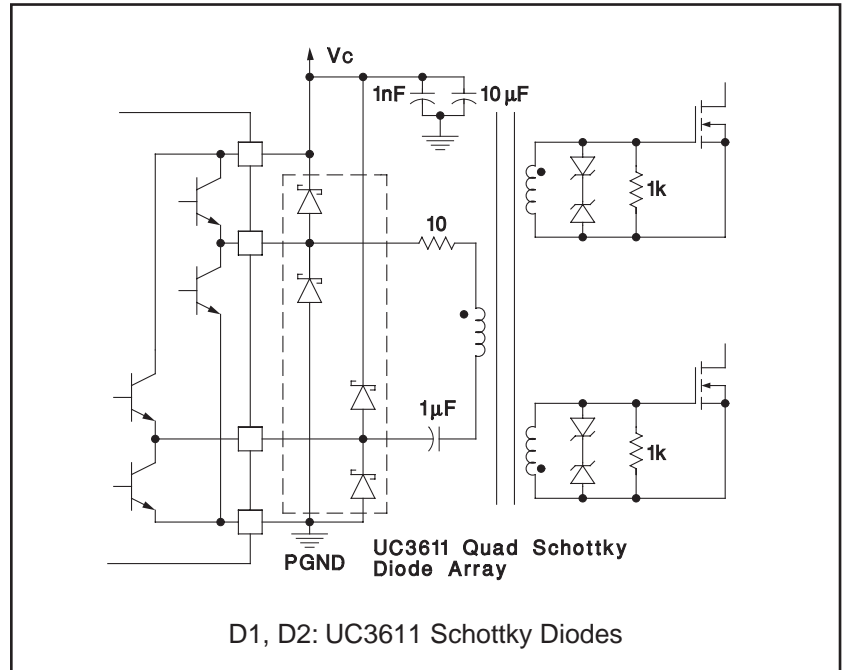 Vc
1nF
10 µF
1k
10
1µF
1k
PGND
UC3611 Quad Schottky
Diode Array
D1, D2: UC3611 Schottky Diodes